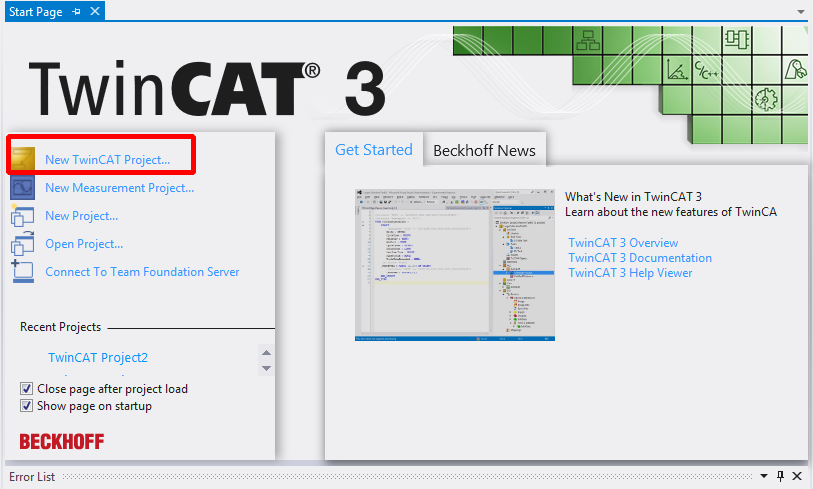 Start Page
TwinCAT® 3
C/C++
New TwinCAT Project...
New Measurement Project...
New Project...
Open Project...
Connect To Team Foundation Server
Recent Projects
TwinCAT Project2
Close page after project load
Show page on startup
BECKHOFF
Get Started
Beckhoff News
What's New in TwinCAT 3
Learn about the new features of TwinCA
TwinCAT 3 Overview
TwinCAT 3 Documentation
TwinCAT 3 Help Viewer
Error List